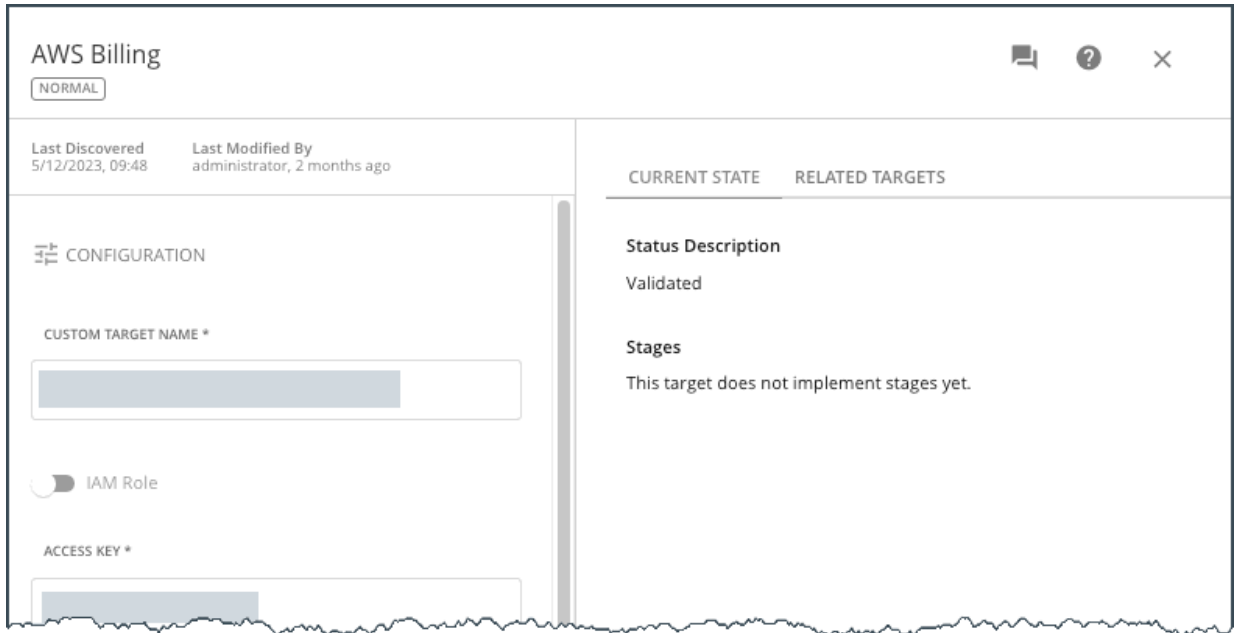 AWS Billing
NORMAL
Last Discovered
5/12/2023, 09:48
Last Modified By
administrator, 2 months ago
CONFIGURATION
CUSTOM TARGET NAME *
IAM Role
ACCESS KEY *
CURRENT STATE
RELATED TARGETS
Status Description
Validated
Stages
This target does not implement stages yet.